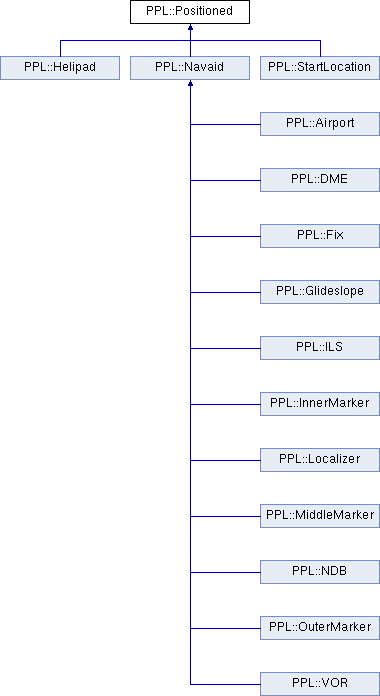 PPL::Positioned
PPL::Helipad
PPL::Navaid
PPL::StartLocation
PPL::Airport
PPL::DME
PPL::Fix
PPL::Glideslope
PPL::ILS
PPL::InnerMarker
PPL::Localizer
PPL::MiddleMarker
PPL::NDB
PPL::OuterMarker
PPL::VOR